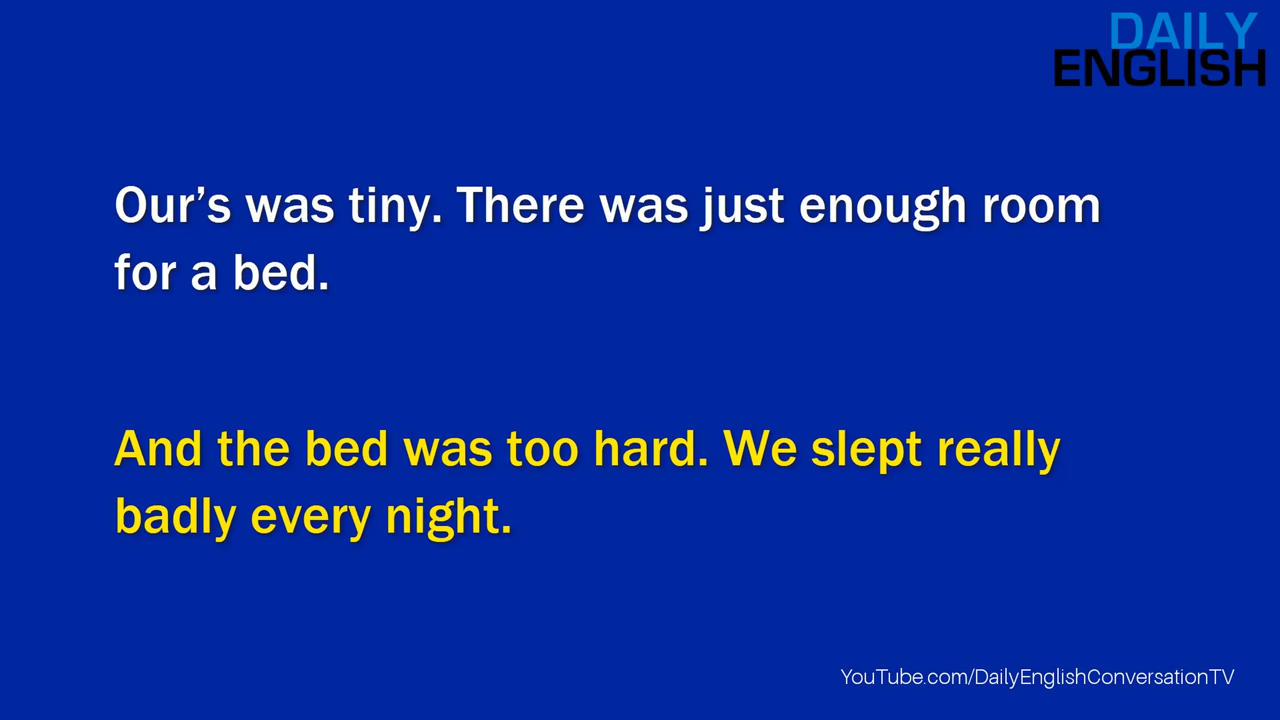 DAILY
ENGLISH
Our’s was tiny. There was just enough room
for a bed.
And the bed was too hard. We slept really
badly every night.
YouTube.com/DailyEnglishConversationTV